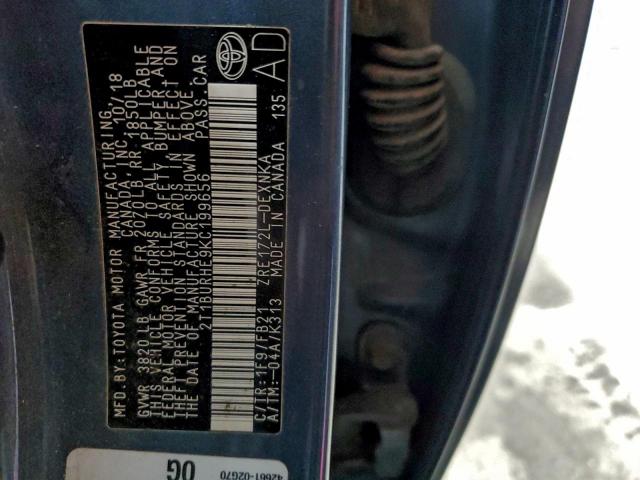 MFD.BY:TOYOTA MOTOR MANUFACTURING
CANADA, INC. 10/18
GVWR 3820LB GAWR FR 2020LB RR 1850LB
THIS VEHICLE CONFORMS TO ALL APPLICABLE
FEDERAL MOTOR VEHICLE SAFETY, BUMPER, AND
THEFT PREVENTION STANDARDS IN EFFECT ON
THE DATE OF MANUFACTURE SHOWN ABOVE.
2T1BURHE9KC199656 PASS CAR
C/TR:1F9/FB21 ZRE172L-DEXNKA
A/TM:-04A/K313 MADE IN CANADA 135
AD
42661-02G70
0G